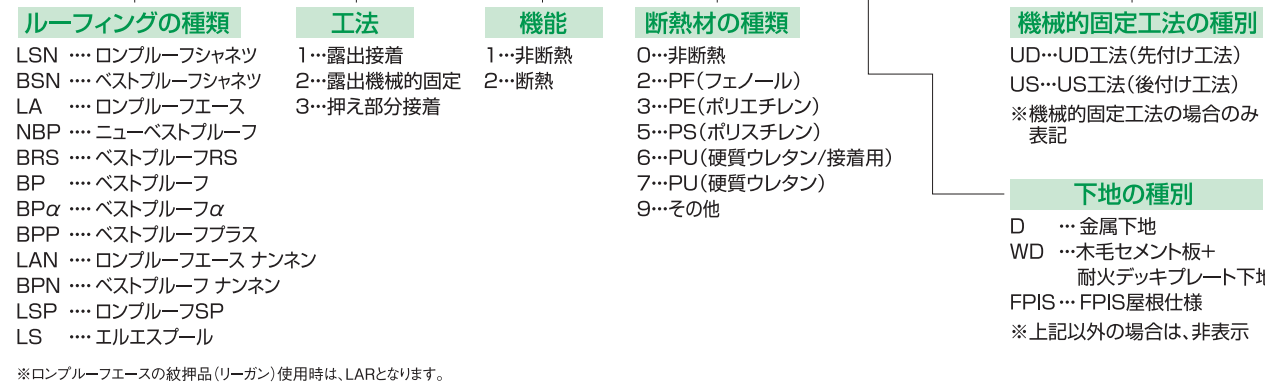 ルーフィングの種類
LSN ‥‥ ロンプルーフシャネツ
BSN ‥‥ ベストプルーフシャネツ
LA ‥‥ ロンプルーフエース
NBP ‥‥ ニューベストプルーフ
BRS ‥‥ ベストプルーフRS
BP ‥‥ ベストプルーフ
BPα ‥‥ ベストプルーフα
BPP ‥‥ ベストプルーフプラス
LAN ‥‥ ロンプルーフエース ナンネン
BPN ‥‥ ベストプルーフ ナンネン
LSP ‥‥ ロンプルーフSP
LS ‥‥ エルエスプール
※ロンプルーフエースの紋押品(リーガン)使用時は、LARとなります。
工法
1…露出接着
2…露出機械的固定
3…押え部分接着
機能
1…非断熱
2…断熱
断熱材の種類
0…非断熱
2…PF(フェノール)
3…PE(ポリエチレン)
5…PS(ポリスチレン)
6…PU(硬質ウレタン/接着用)
7…PU(硬質ウレタン)
9…その他
機械的固定工法の種別
UD…UD工法(先付け工法)
US…US工法(後付け工法)
※機械的固定工法の場合のみ
表記
下地の種別
D … 金属下地
WD …木毛セメント板+
耐火デッキプレート下地
FPIS … FPIS屋根仕様
※上記以外の場合は、非表示